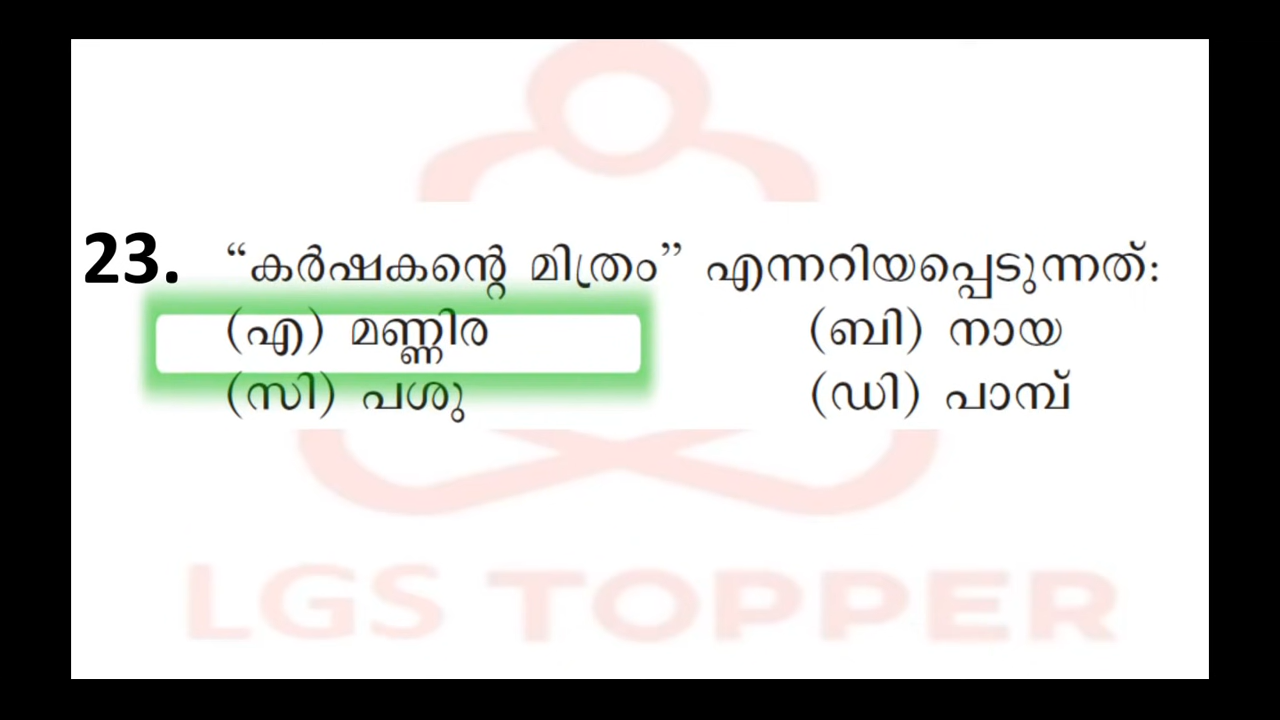 23. “കർഷകന്റെ മിത്രം” എന്നറിയപ്പെടുന്നത്:
(എ) മണ്ണിര (ബി) നായ
(സി) പശു (ഡി) പാമ്പ്
LGS TOPPER